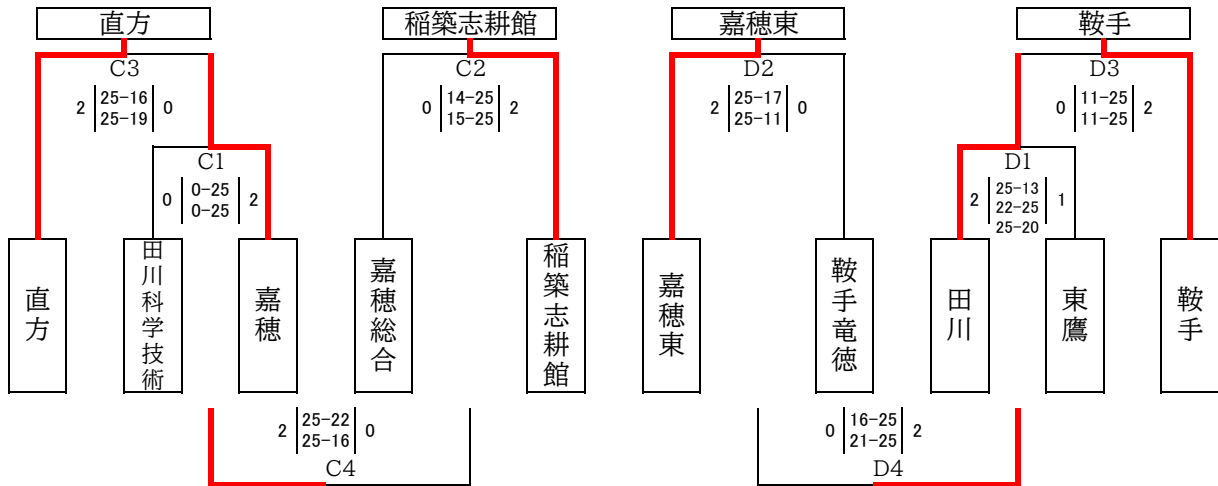 直方
稲築志耕館
嘉穂東
鞍手
C3
C2
D2
D3
2 25-16 0
25-19
0 14-25 2
15-25
2 25-17 0
25-11
0 11-25 2
11-25
C1
0 0-25 2
0-25
D1
25-13
2 22-25 1
25-20
直方
田川科学技術
嘉穂
嘉穂総合
稲築志耕館
嘉穂東
鞍手竜徳
田川
東鷹
鞍手
2 25-22 0
25-16
C4
0 16-25 2
21-25
D4